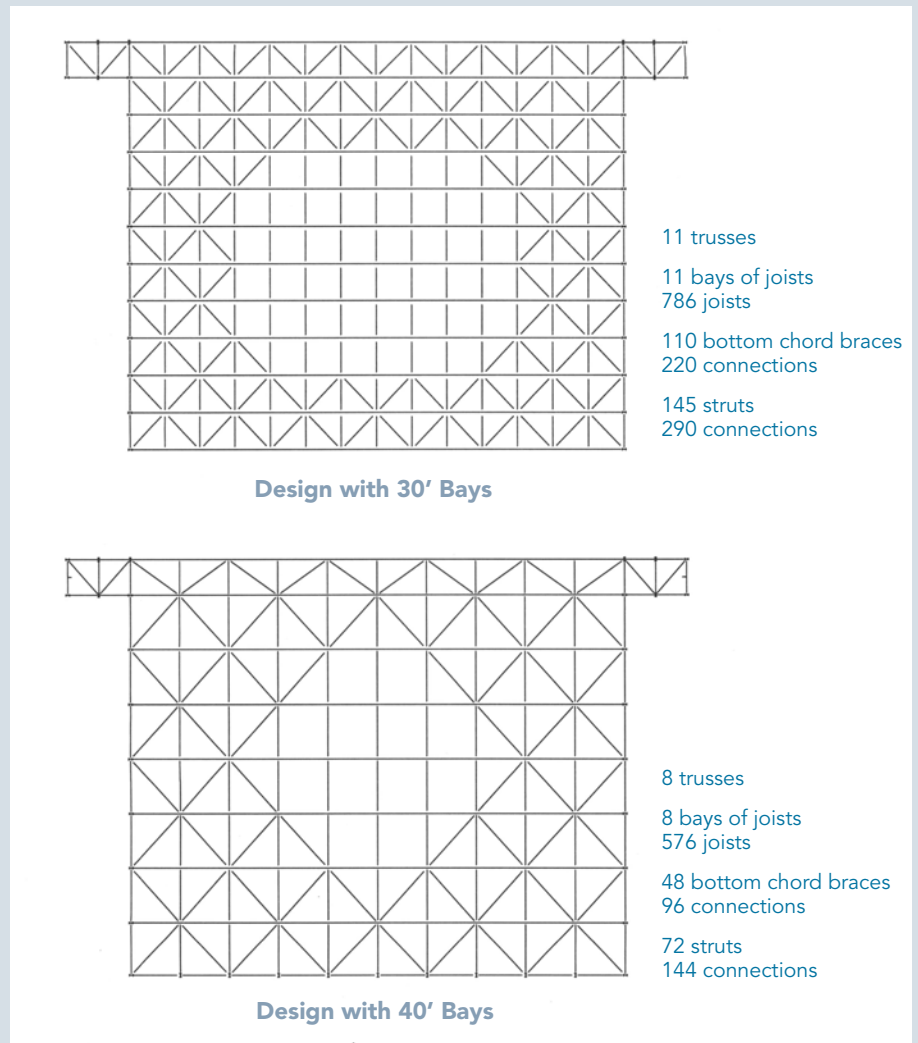 11 trusses
11 bays of joists
786 joists
110 bottom chord braces
220 connections
145 struts
290 connections
Design with 30′ Bays
8 trusses
8 bays of joists
576 joists
48 bottom chord braces
96 connections
72 struts
144 connections
Design with 40′ Bays